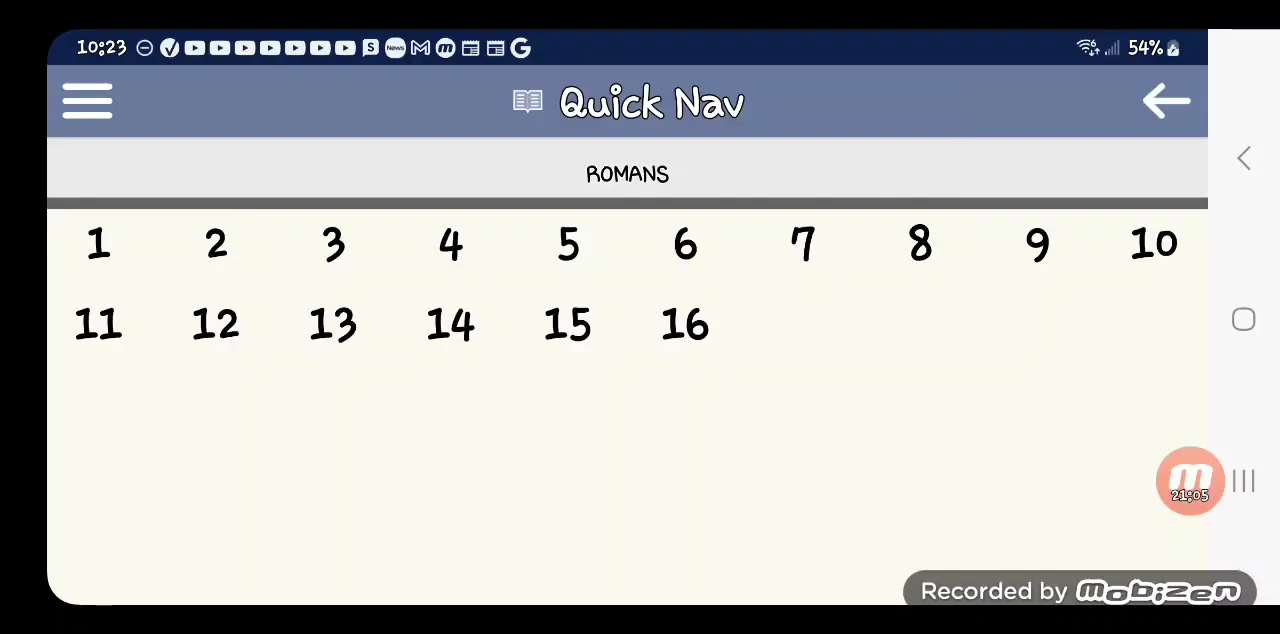 10:23 S News M m G 54%
Quick Nav
ROMANS
1 2 3 4 5 6 7 8 9 10
11 12 13 14 15 16
m
21:05
Recorded by mobizen